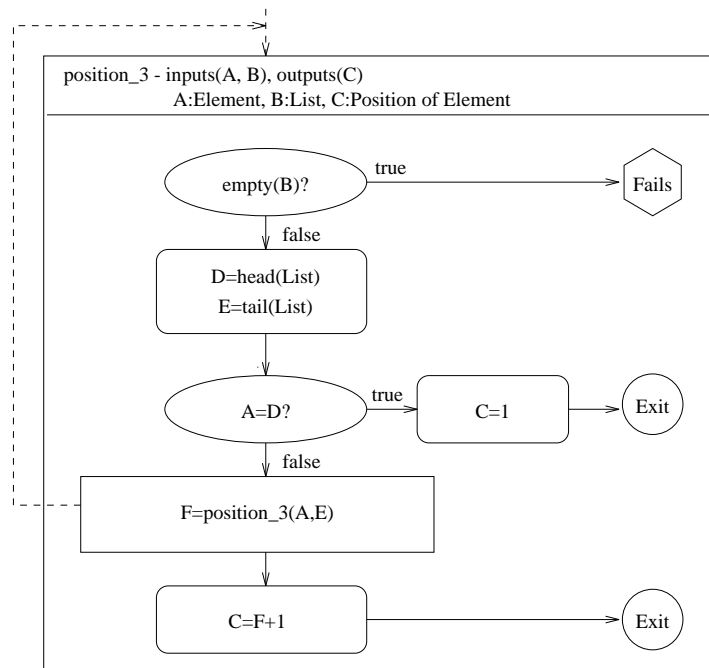 position_3 - inputs(A, B), outputs(C)
A:Element, B:List, C:Position of Element
empty(B)?
true
Fails
false
D=head(List)
E=tail(List)
A=D?
true
C=1
Exit
false
F=position_3(A,E)
C=F+1
Exit